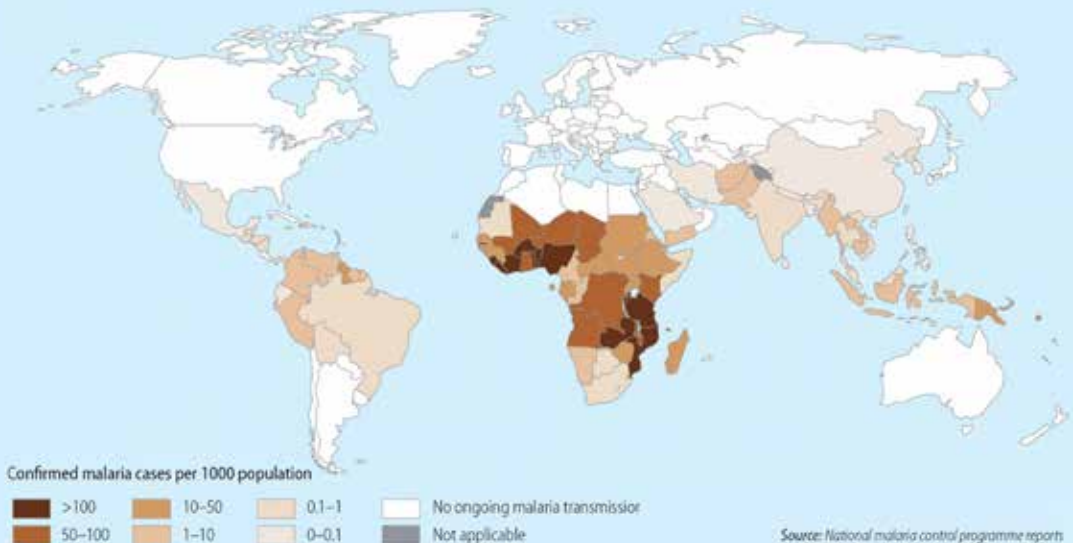 Confirmed malaria cases per 1000 population
>100
10–50
0.1–1
No ongoing malaria transmissior
50–100
1–10
0–0.1
Not applicable
Source: National malaria control programme reports